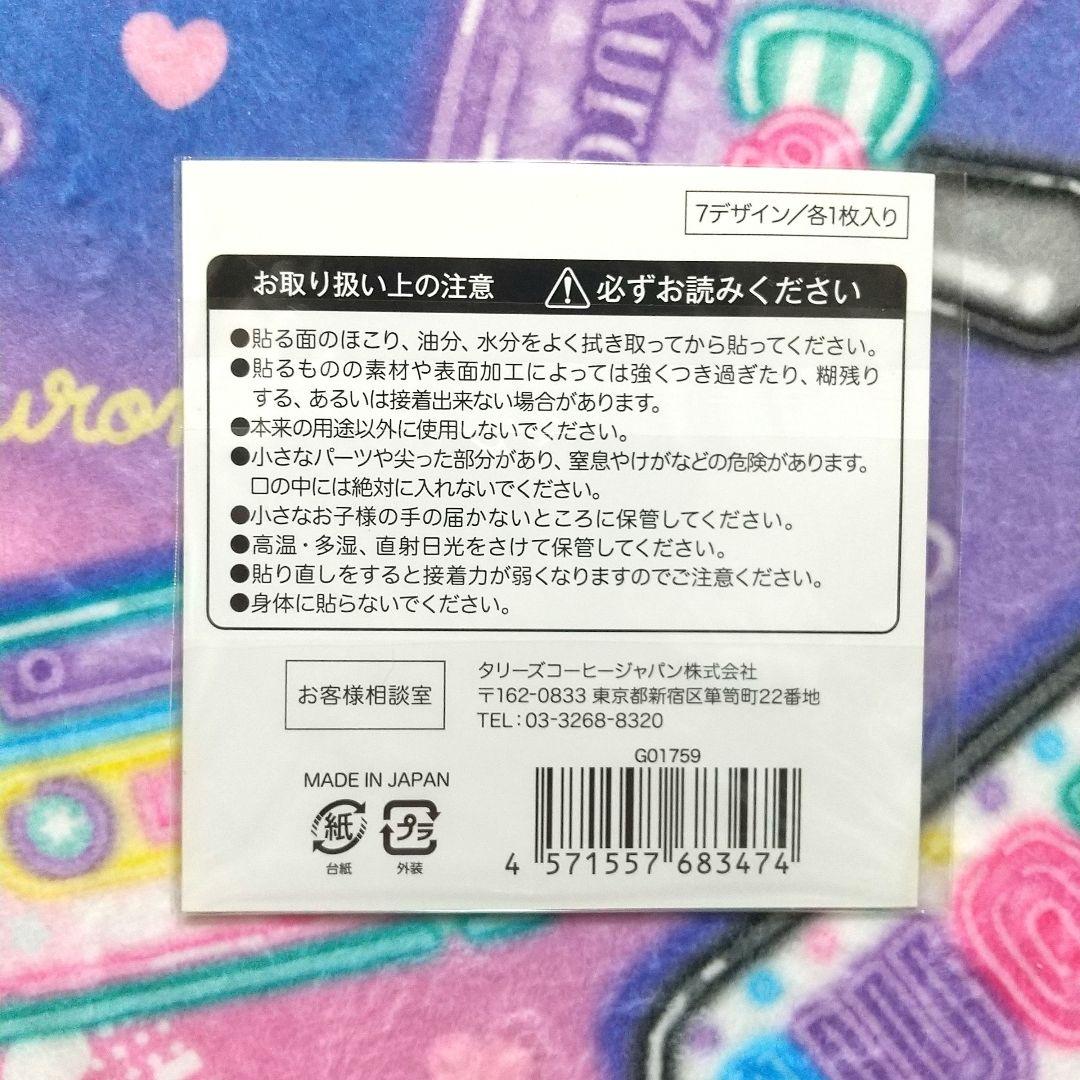 Kuro
uron
7デザイン／各1枚入り
お取り扱い上の注意 必ずお読みください
●貼る面のほこり、油分、水分をよく拭き取ってから貼ってください。
●貼るものの素材や表面加工によっては強くつき過ぎたり、糊残り
する、あるいは接着出来ない場合があります。
●本来の用途以外に使用しないでください。
●小さなパーツや尖った部分があり、窒息やけがなどの危険があります。
口の中には絶対に入れないでください。
●小さなお子様の手の届かないところに保管してください。
●高温・多湿、直射日光をさけて保管してください。
●貼り直しをすると接着力が弱くなりますのでご注意ください。
●身体に貼らないでください。
お客様相談室
タリーズコーヒージャパン株式会社
〒162-0833 東京都新宿区箪笥町22番地
TEL：03-3268-8320
G01759
MADE IN JAPAN
紙 プラ
台紙 外装
4 571557 683474